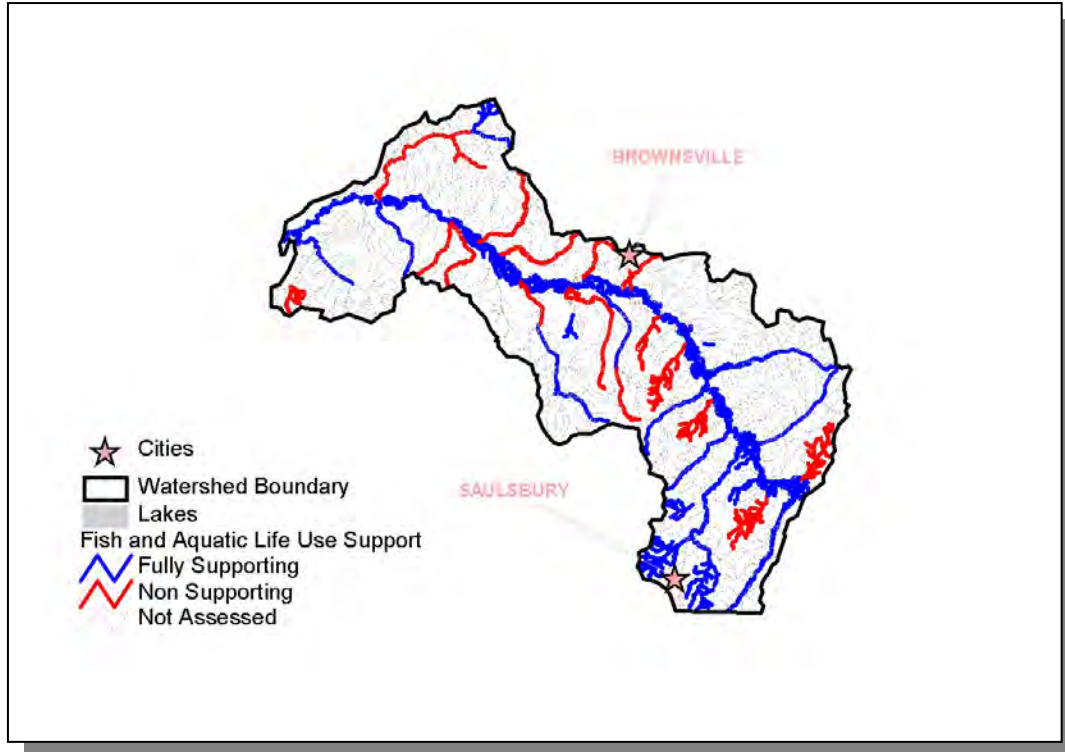 BROWNSVILLE
Cities
Watershed Boundary
SAULSBURY
Lakes
Fish and Aquatic Life Use Support
Fully Supporting
Non Supporting
Not Assessed